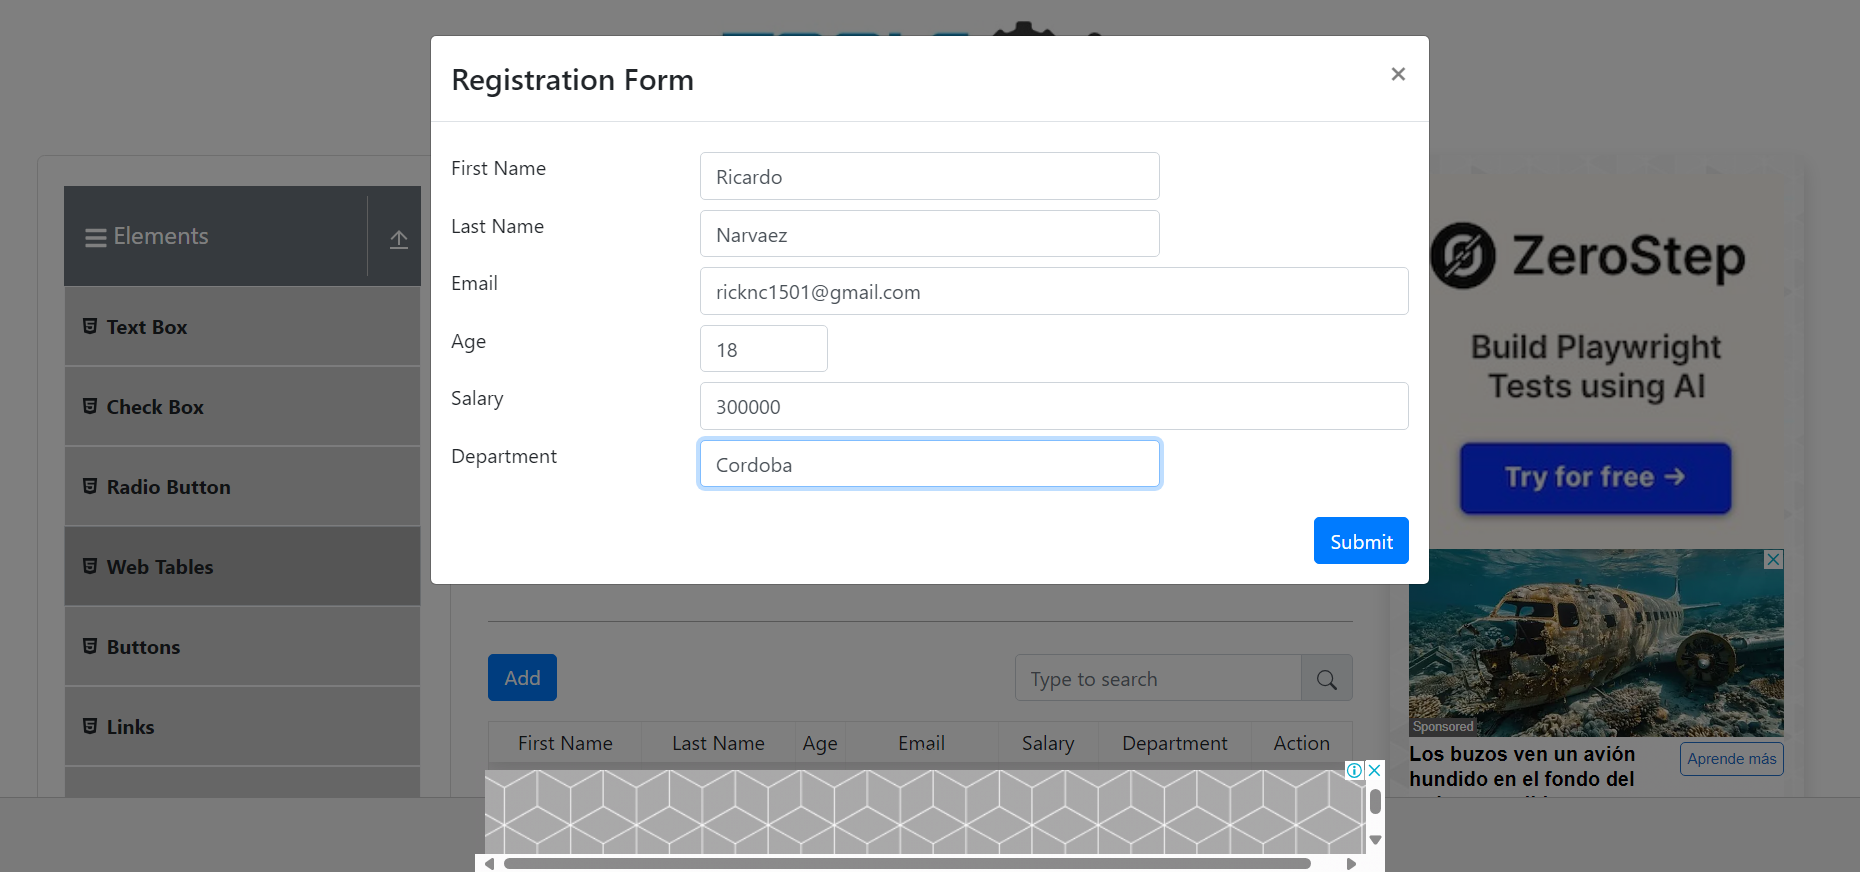 Registration Form
×
First Name
Ricardo
Last Name
Narvaez
Email
ricknc1501@gmail.com
Age
18
Salary
300000
Department
Cordoba
Submit
Elements
Text Box
Check Box
Radio Button
Web Tables
Buttons
Links
Add
Type to search
First Name Last Name Age Email Salary Department Action
ZeroStep
Build Playwright
Tests using AI
Try for free →
Sponsored
Los buzos ven un avión
hundido en el fondo del
Aprende más